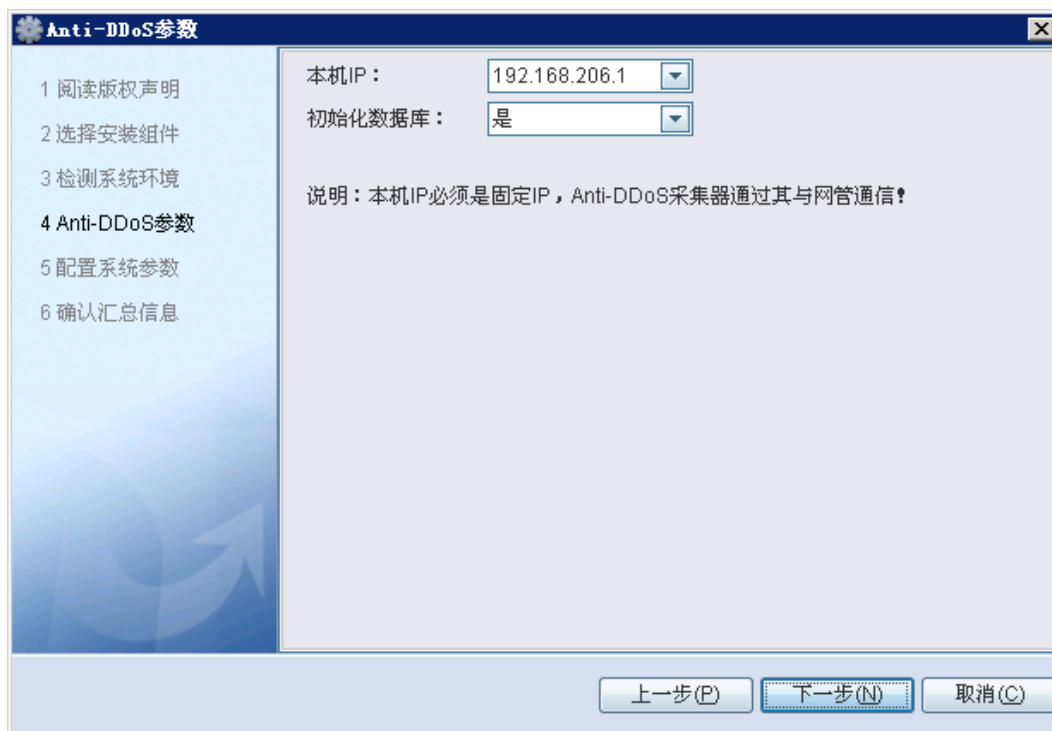 Anti-DDoS参数
1 阅读版权声明
2 选择安装组件
3 检测系统环境
4 Anti-DDoS参数
5 配置系统参数
6 确认汇总信息
本机IP： 192.168.206.1
初始化数据库： 是
说明：本机IP必须是固定IP，Anti-DDoS采集器通过其与网管通信！
上一步(P) 下一步(N) 取消(C)